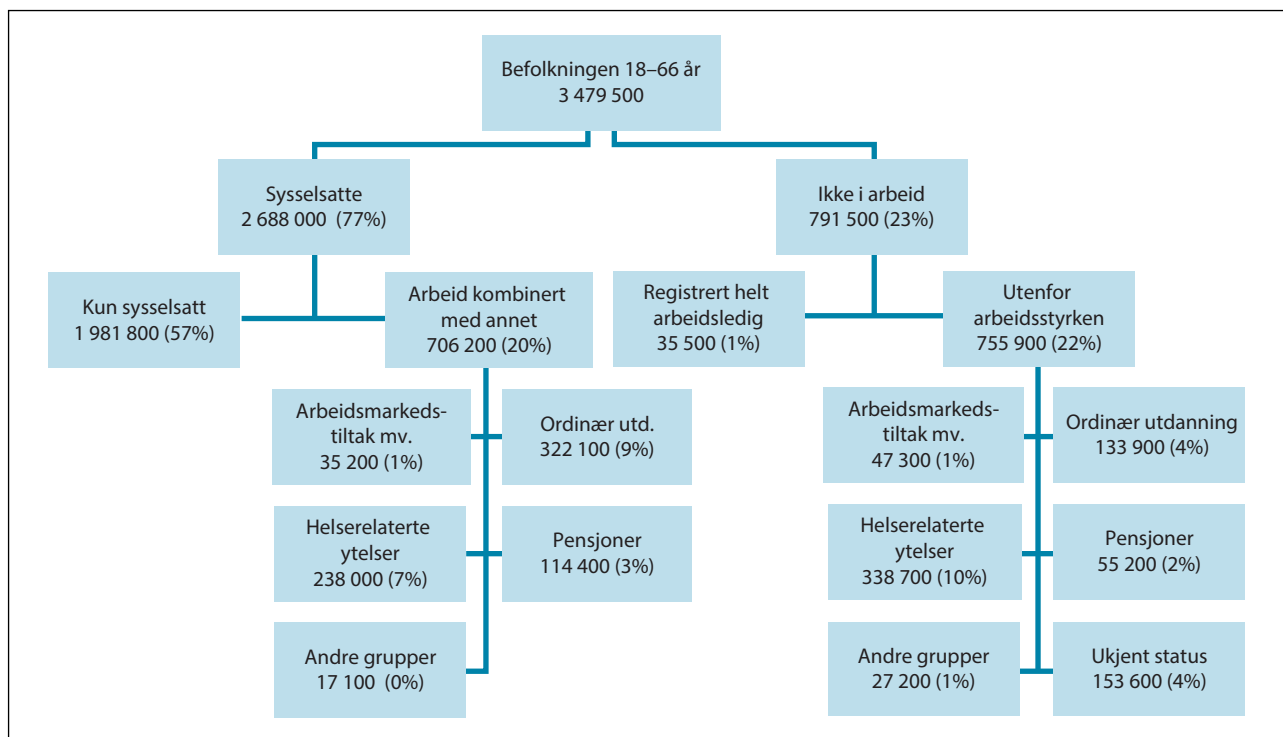 Befolkningen 18–66 år
3 479 500
Sysselsatte
2 688 000 (77%)
Ikke i arbeid
791 500 (23%)
Kun sysselsatt
1 981 800 (57%)
Arbeid kombinert
med annet
706 200 (20%)
Registrert helt
arbeidsledig
35 500 (1%)
Utenfor
arbeidsstyrken
755 900 (22%)
Arbeidsmarkeds-
tiltak mv.
35 200 (1%)
Ordinær utd.
322 100 (9%)
Helserelaterte
ytelser
238 000 (7%)
Pensjoner
114 400 (3%)
Andre grupper
17 100 (0%)
Arbeidsmarkeds-
tiltak mv.
47 300 (1%)
Ordinær utdanning
133 900 (4%)
Helserelaterte
ytelser
338 700 (10%)
Pensjoner
55 200 (2%)
Andre grupper
27 200 (1%)
Ukjent status
153 600 (4%)